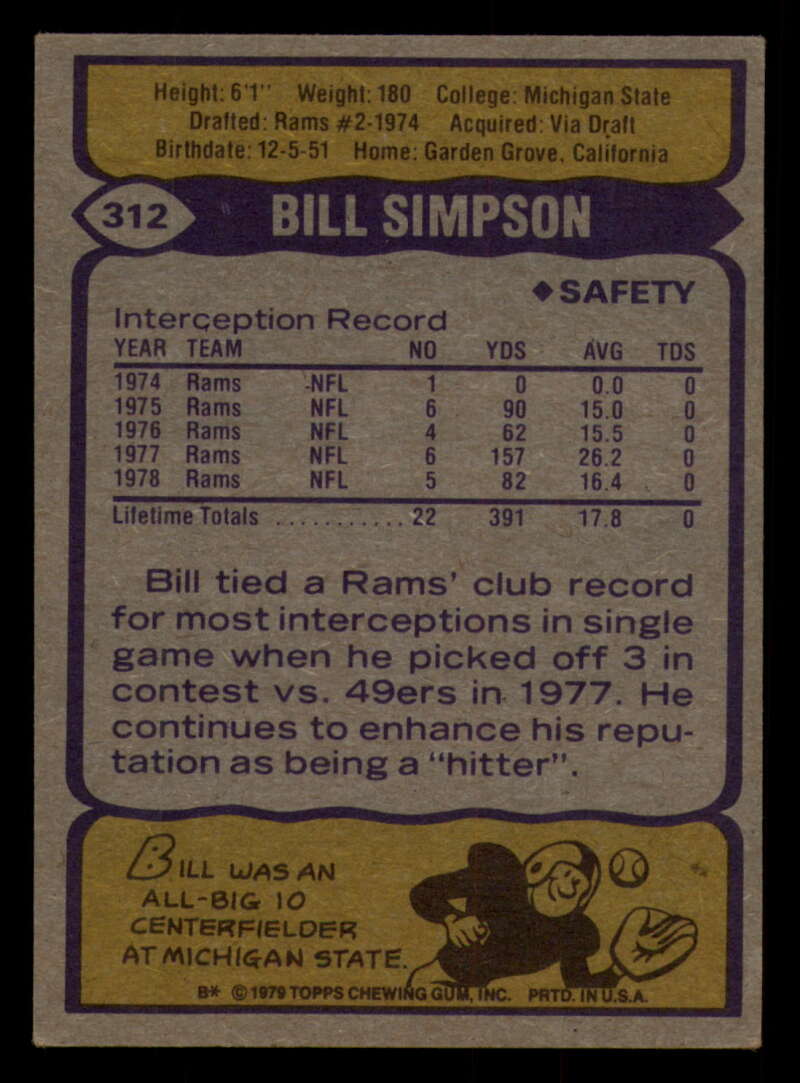 Height: 6'1" Weight: 180 College: Michigan State
Drafted: Rams #2-1974 Acquired: Via Draft
Birthdate: 12-5-51 Home: Garden Grove, California
312 BILL SIMPSON
◆SAFETY
Interception Record
YEAR TEAM NO YDS AVG TDS
1974 Rams NFL 1 0 0.0 0
1975 Rams NFL 6 90 15.0 0
1976 Rams NFL 4 62 15.5 0
1977 Rams NFL 6 157 26.2 0
1978 Rams NFL 5 82 16.4 0
Lifetime Totals ........... 22 391 17.8 0
Bill tied a Rams' club record
for most interceptions in single
game when he picked off 3 in
contest vs. 49ers in 1977. He
continues to enhance his repu-
tation as being a "hitter".
BILL WAS AN
ALL-BIG 10
CENTERFIELDER
AT MICHIGAN STATE.
B* © 1979 TOPPS CHEWING GUM, INC. PRTD. IN U.S.A.